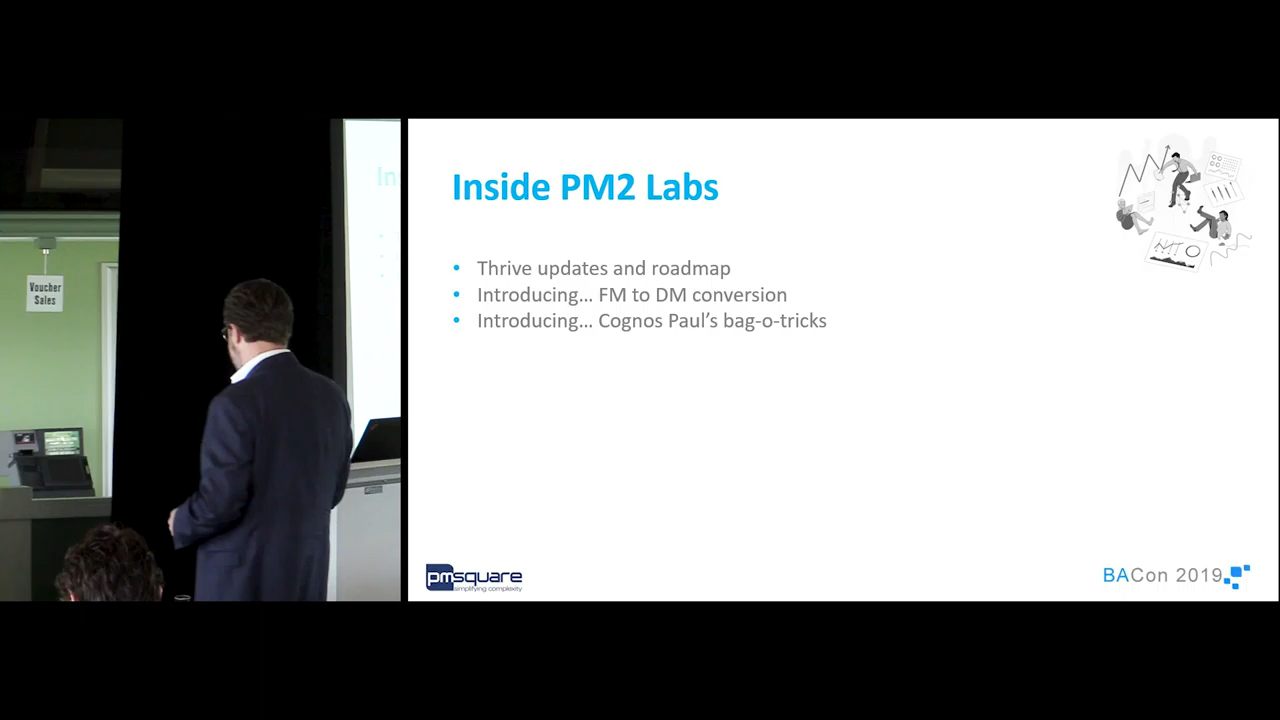 Voucher
Sales
In
Inside PM2 Labs
• Thrive updates and roadmap
• Introducing... FM to DM conversion
• Introducing... Cognos Paul's bag-o-tricks
pmsquare
simplifying complexity
BACon 2019